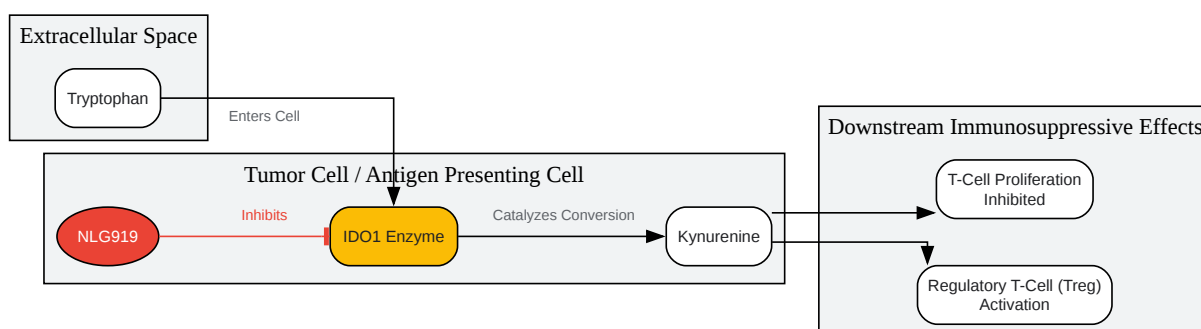 Extracellular Space
Tryptophan
Enters Cell
Tumor Cell / Antigen Presenting Cell
NLG919
Inhibits
IDO1 Enzyme
Catalyzes Conversion
Kynurenine
Downstream Immunosuppressive Effects
T-Cell Proliferation
Inhibited
Regulatory T-Cell (Treg)
Activation